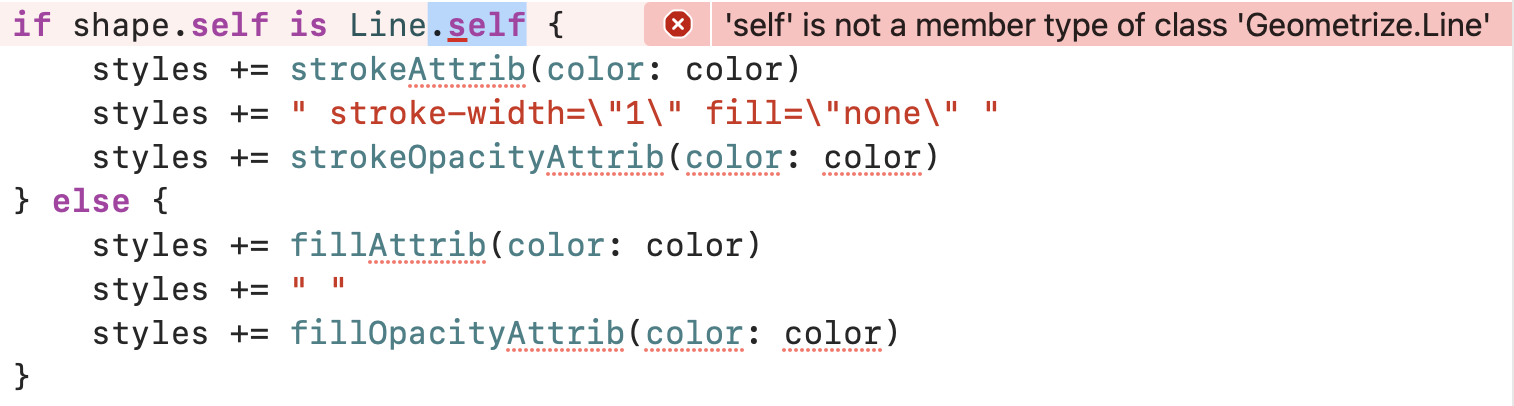 if shape.self is Line.self {
'self' is not a member type of class 'Geometrize.Line'
    styles += strokeAttrib(color: color)
    styles += " stroke-width=\"1\" fill=\"none\" "
    styles += strokeOpacityAttrib(color: color)
} else {
    styles += fillAttrib(color: color)
    styles += " "
    styles += fillOpacityAttrib(color: color)
}